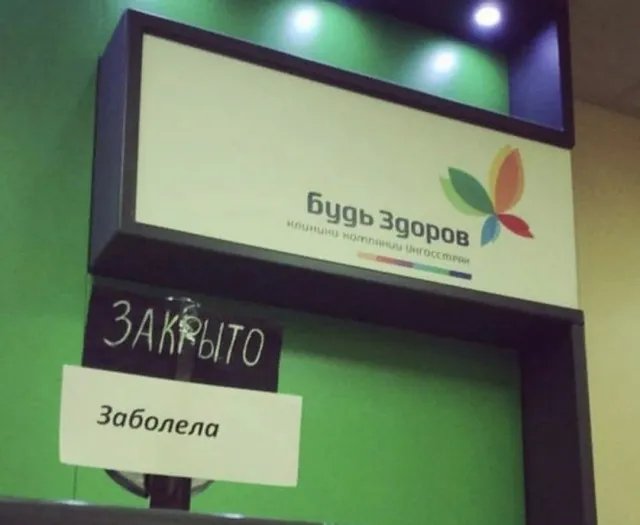 Будь Здоров
клиники компании ингосстрах
ЗАКРЫТО
Заболела